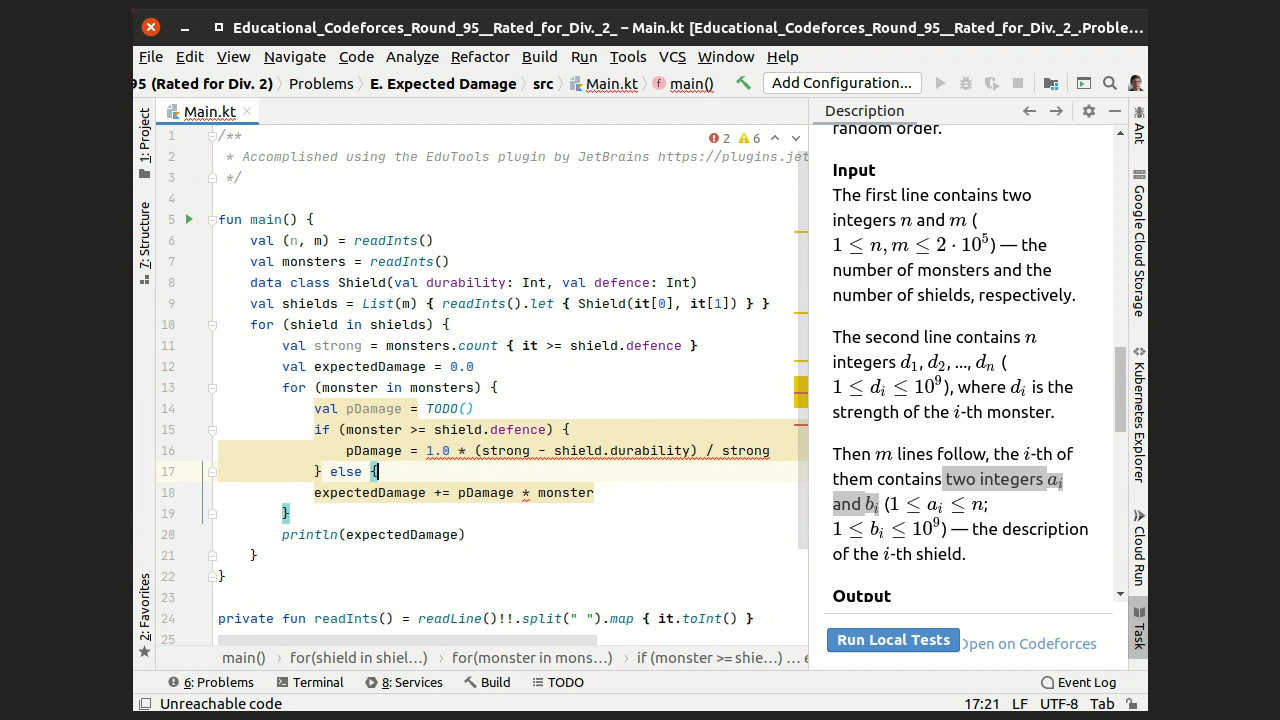 Educational_Codeforces_Round_95__Rated_for_Div._2_ – Main.kt [Educational_Codeforces_Round_95__Rated_for_Div._2_.Proble...
File Edit View Navigate Code Analyze Refactor Build Run Tools VCS Window Help
95 (Rated for Div. 2) Problems E. Expected Damage src Main.kt main() Add Configuration...
Main.kt
1 /** 2 6
2 * Accomplished using the EduTools plugin by JetBrains https://plugins.jet
3 */
4
5 fun main() {
6 val (n, m) = readInts()
7 val monsters = readInts()
8 data class Shield(val durability: Int, val defence: Int)
9 val shields = List(m) { readInts().let { Shield(it[0], it[1]) } }
10 for (shield in shields) {
11 val strong = monsters.count { it >= shield.defence }
12 val expectedDamage = 0.0
13 for (monster in monsters) {
14 val pDamage = TODO()
15 if (monster >= shield.defence) {
16 pDamage = 1.0 * (strong - shield.durability) / strong
17 } else {
18 expectedDamage += pDamage * monster
19 }
20 println(expectedDamage)
21 }
22 }
23
24 private fun readInts() = readLine()!!.split(" ").map { it.toInt() }
25
main() for(shield in shiel...) for(monster in mons...) if (monster >= shie...) ... e
1: Project
7: Structure
2: Favorites
Description
random order.
Input
The first line contains two
integers n and m (
1 ≤ n, m ≤ 2 · 10⁵) — the
number of monsters and the
number of shields, respectively.
The second line contains n
integers d₁, d₂, ..., dₙ (
1 ≤ dᵢ ≤ 10⁹), where dᵢ is the
strength of the i-th monster.
Then m lines follow, the i-th of
them contains two integers aᵢ
and bᵢ (1 ≤ aᵢ ≤ n;
1 ≤ bᵢ ≤ 10⁹) — the description
of the i-th shield.
Output
Run Local Tests Open on Codeforces
Ant
Google Cloud Storage
Kubernetes Explorer
Cloud Run
Task
6: Problems Terminal 8: Services Build TODO Event Log
Unreachable code 17:21 LF UTF-8 Tab